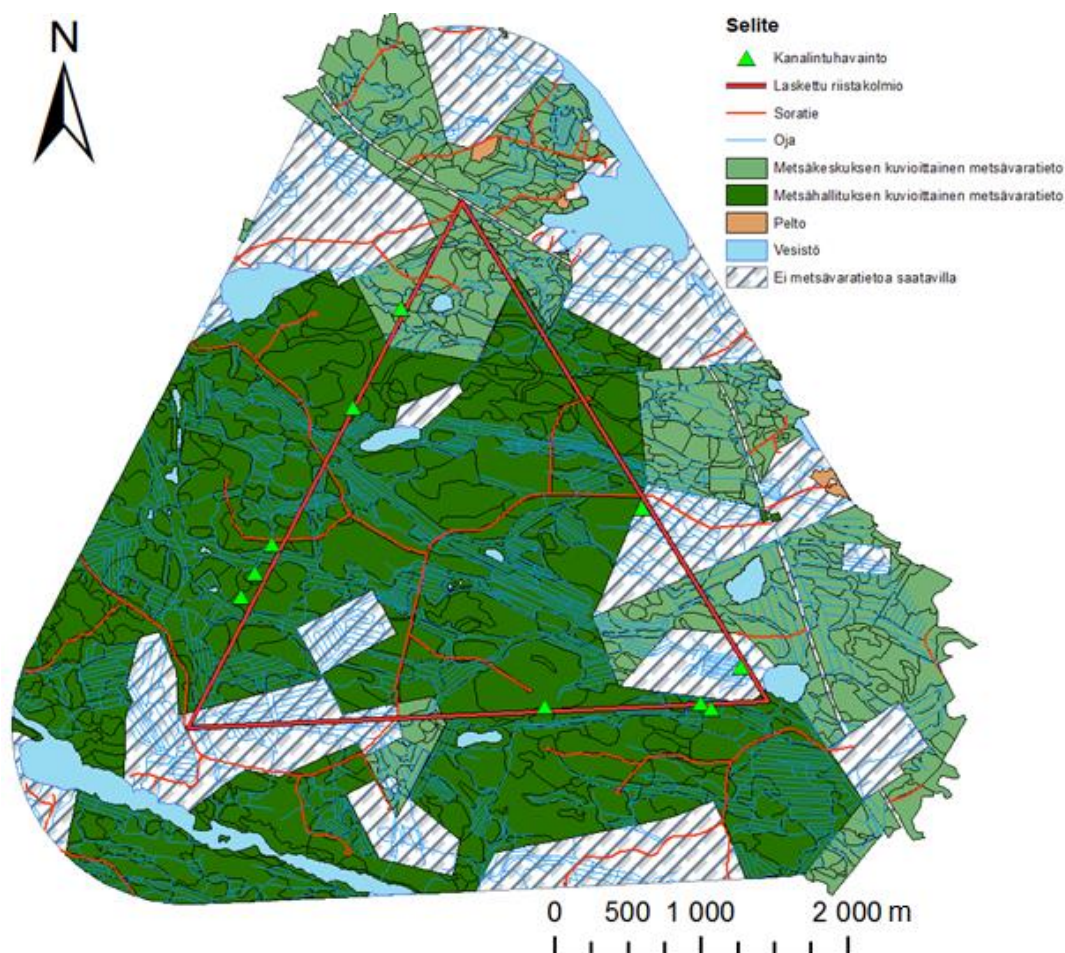 N
Selite
Kanalintuhavainto
Laskettu riistakolmio
Soratie
Oja
Metsäkeskuksen kuvioittainen metsävaratieto
Metsähallituksen kuvioittainen metsävaratieto
Pelto
Vesistö
Ei metsävaratietoa saatavilla
0 500 1 000 2 000 m